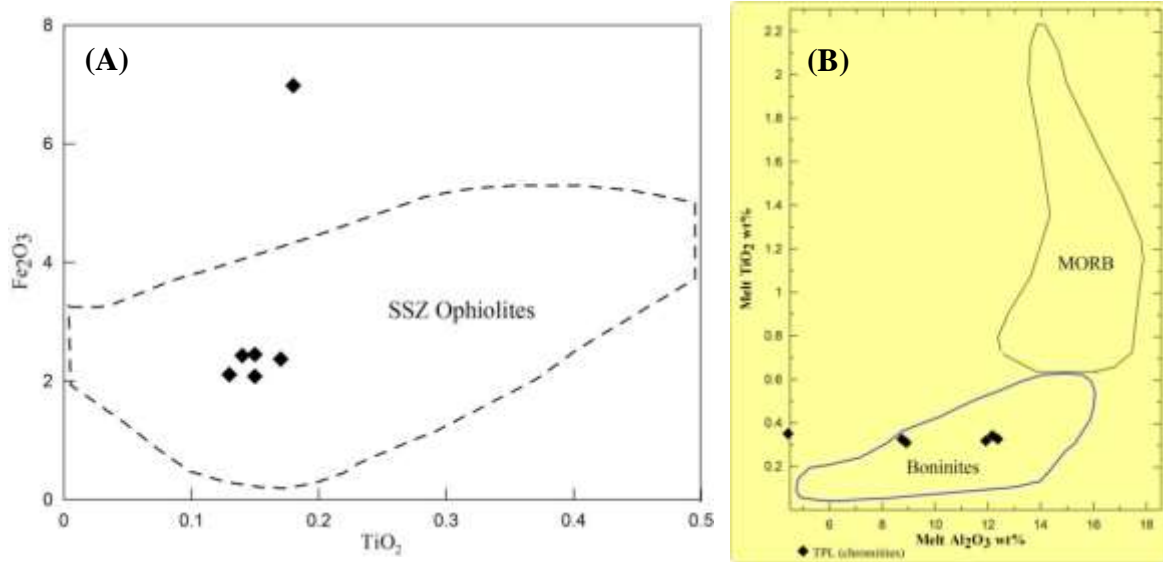 (A)
8
6
4
2
0
Fe₂O₃
SSZ Ophiolites
0
0.1
0.2
0.3
0.4
0.5
TiO₂
(B)
2.2
2
1.8
1.6
1.4
1.2
1
0.8
0.6
0.4
0.2
Melt TiO₂ wt%
MORB
Boninites
6
8
10
12
14
16
18
Melt Al₂O₃ wt%
TPL (chromitites)